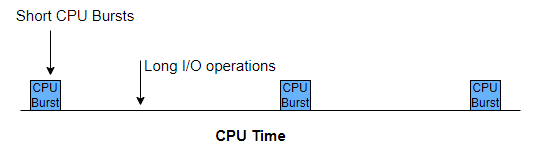 Short CPU Bursts
Long I/O operations
CPU
Burst
CPU
Burst
CPU
Burst
CPU Time